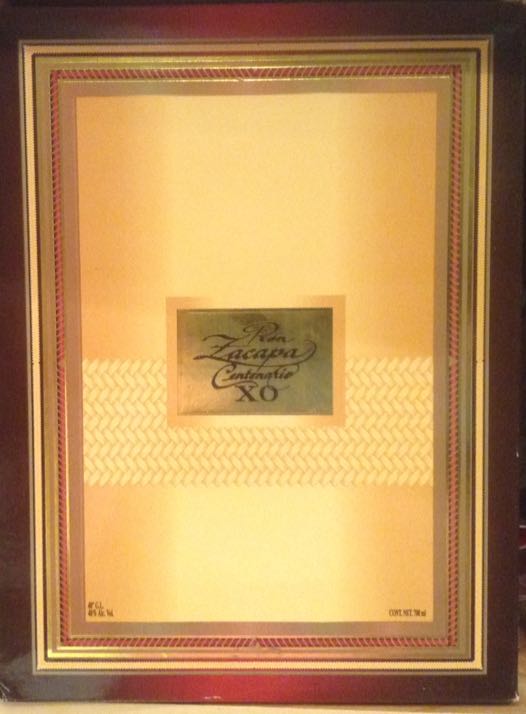 Ron
Zacapa
Centenario
XO
40° G.L.
40% Alc. Vol.
CONT. NET. 700 ml